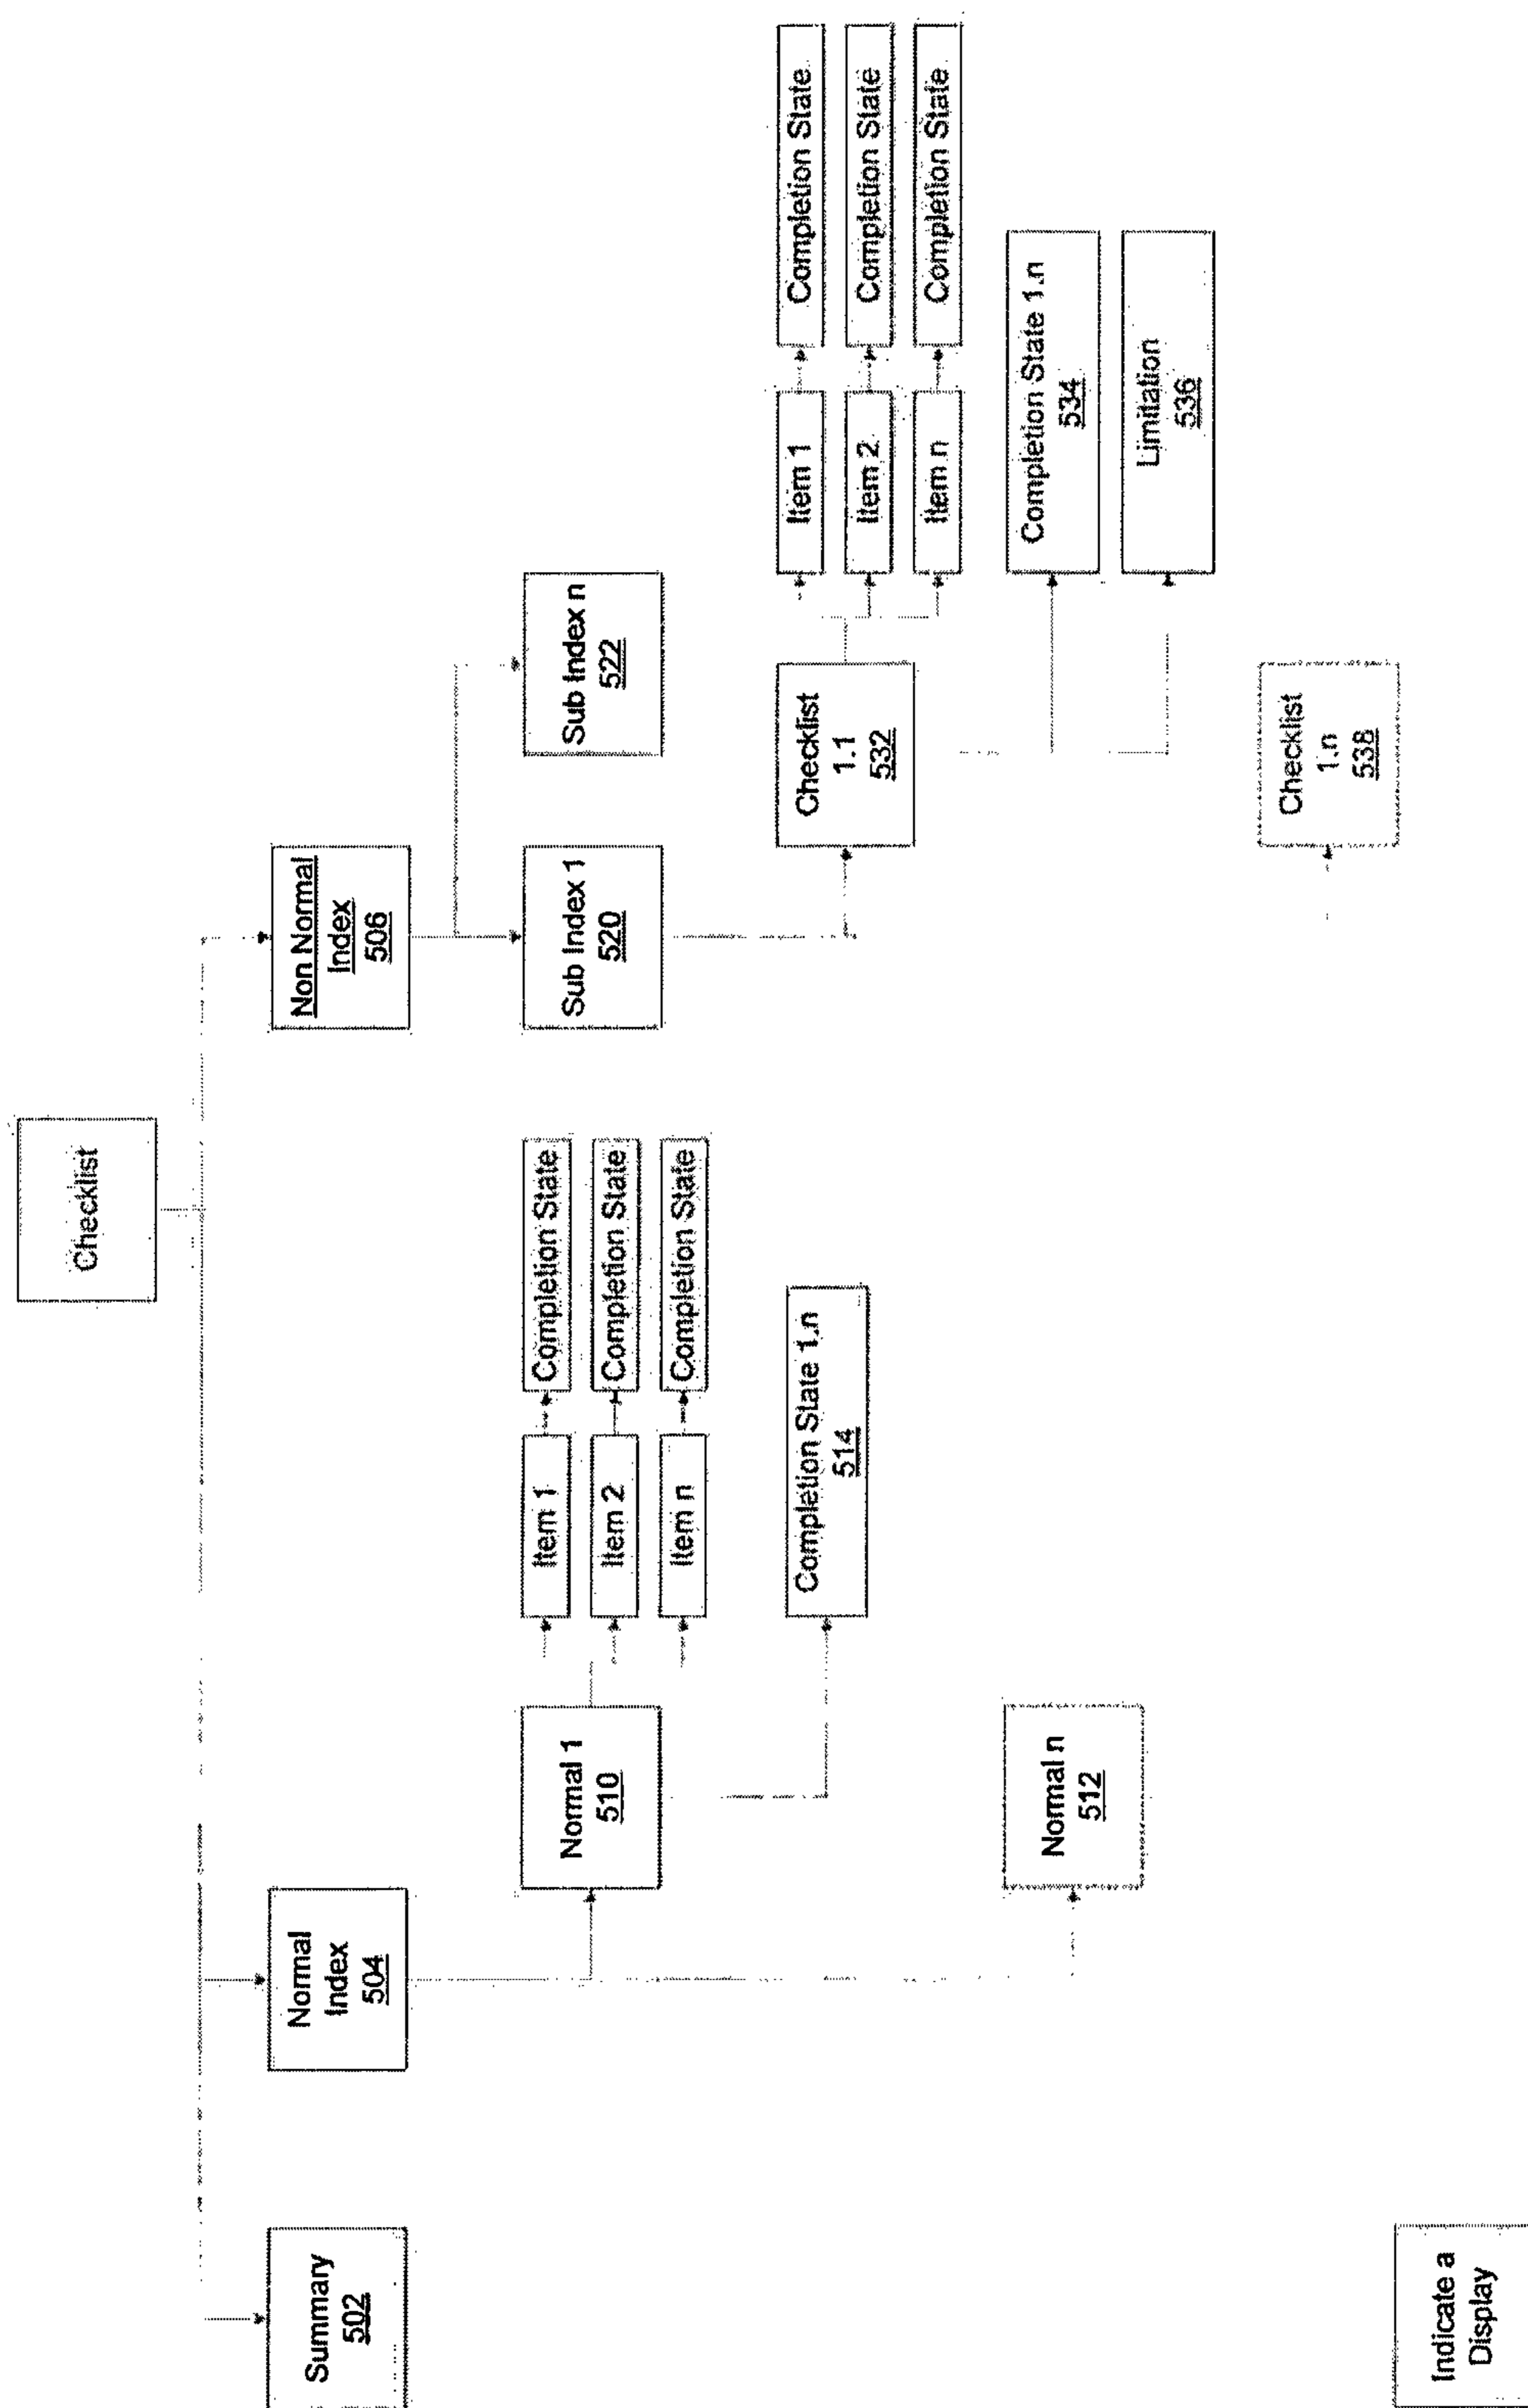 Checklist
Summary
502
Normal
Index
504
Non Normal
Index
506
Normal 1
510
Item 1
Completion State
Item 2
Completion State
Item n
Completion State
Completion State 1.n
514
Normal n
512
Sub Index 1
520
Sub Index n
522
Checklist
1.1
532
Item 1
Completion State
Item 2
Completion State
Item n
Completion State
Completion State 1.n
534
Limitation
536
Checklist
1.n
538
Indicate a
Display